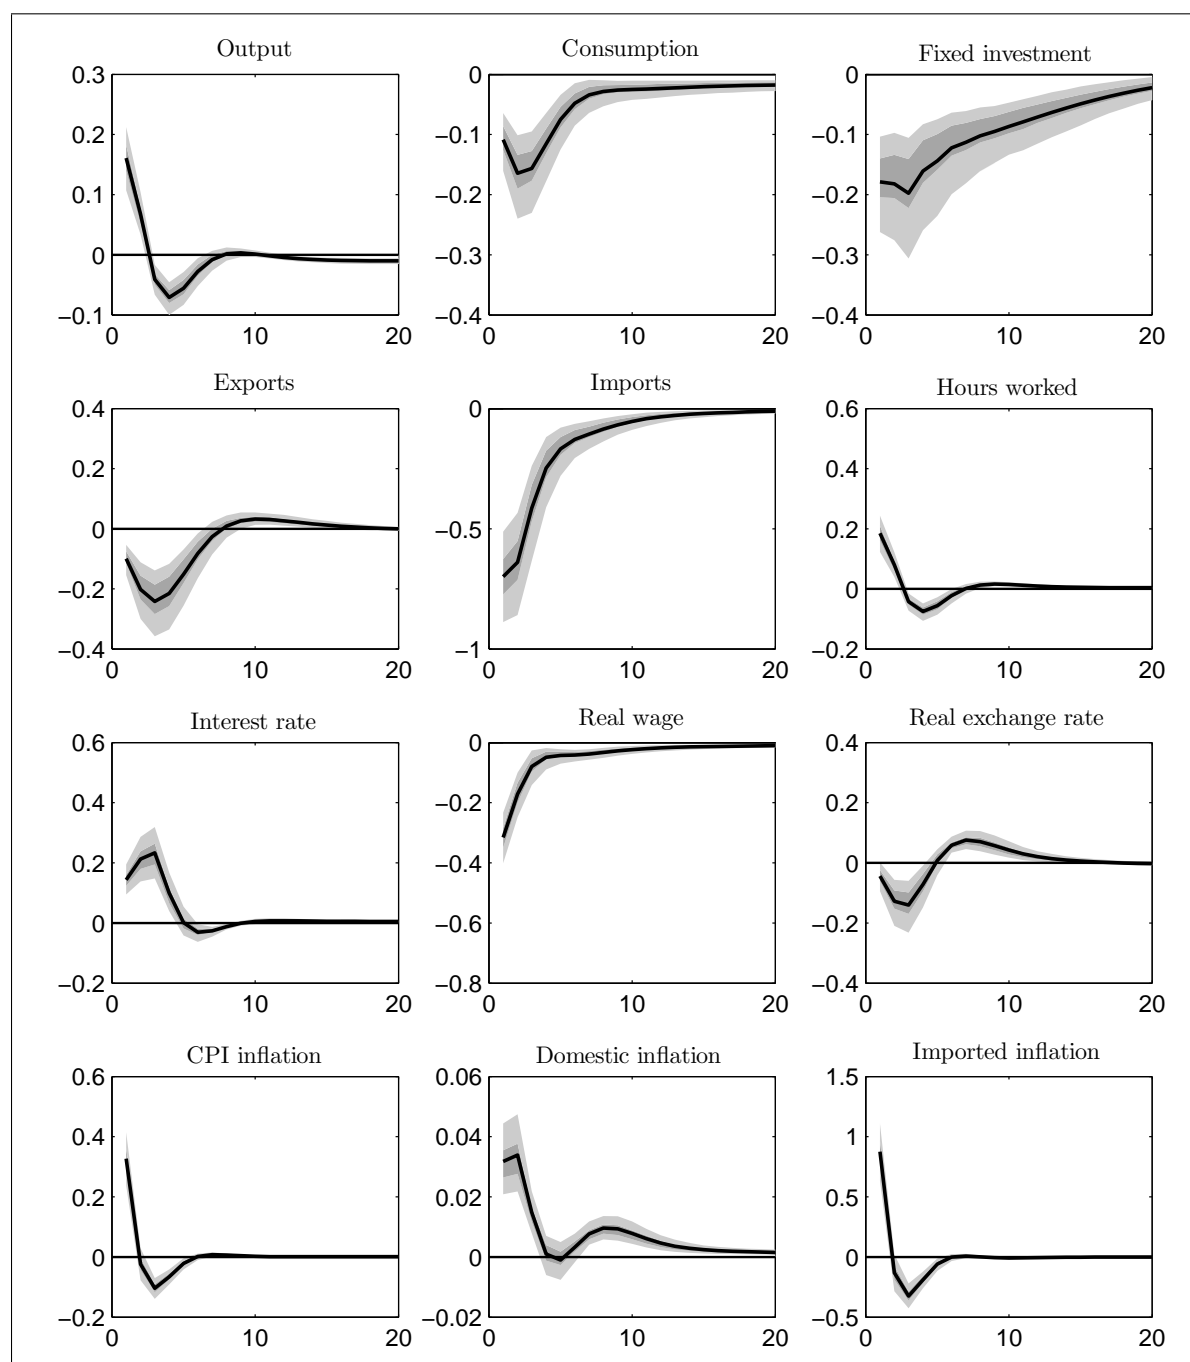 Output
0.3
0.2
0.1
0
−0.1
0 10 20
Consumption
0
−0.1
−0.2
−0.3
−0.4
0 10 20
Fixed investment
0
−0.1
−0.2
−0.3
−0.4
0 10 20
Exports
0.4
0.2
0
−0.2
−0.4
0 10 20
Imports
0
−0.5
−1
0 10 20
Hours worked
0.6
0.4
0.2
0
−0.2
0 10 20
Interest rate
0.6
0.4
0.2
0
−0.2
0 10 20
Real wage
0
−0.2
−0.4
−0.6
−0.8
0 10 20
Real exchange rate
0.4
0.2
0
−0.2
−0.4
0 10 20
CPI inflation
0.6
0.4
0.2
0
−0.2
0 10 20
Domestic inflation
0.06
0.04
0.02
0
−0.02
0 10 20
Imported inflation
1.5
1
0.5
0
−0.5
0 10 20